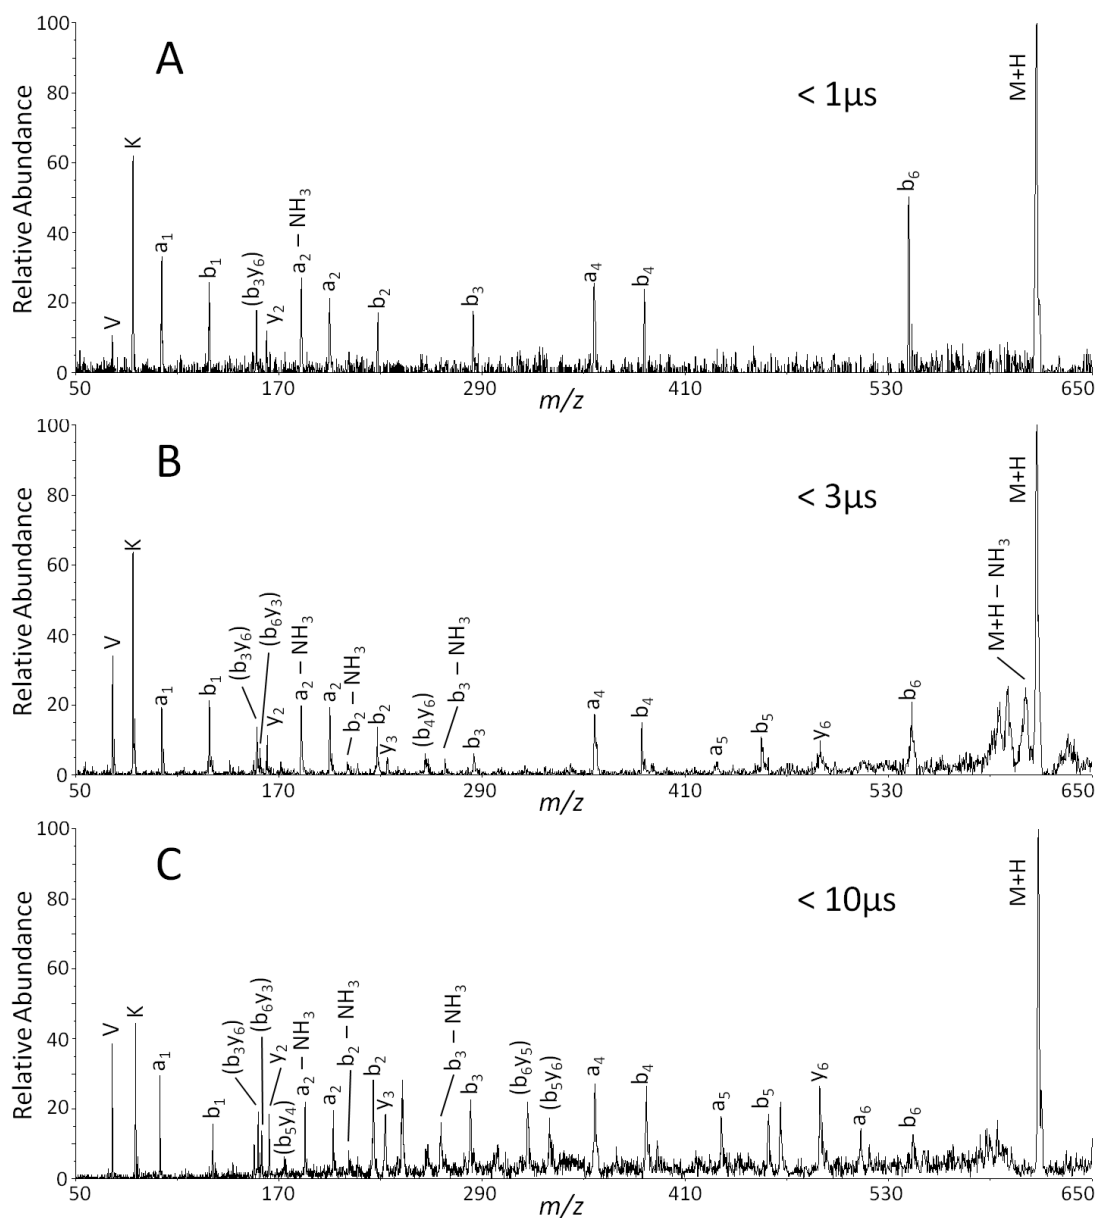 A
< 1µs
Relative Abundance
100
80
60
40
20
0
V
K
a₁
b₁
(b₃y₆)
y₂
a₂ – NH₃
a₂
b₂
b₃
a₄
b₄
b₆
M+H
50 170 290 410 530 650
m/z
B
< 3µs
Relative Abundance
100
80
60
40
20
0
V
K
a₁
b₁
(b₃y₆)
(b₆y₃)
y₂
a₂ – NH₃
a₂
b₂ – NH₃
b₂
y₃
(b₄y₆)
b₃ – NH₃
b₃
a₄
b₄
a₅
b₅
y₆
b₆
M+H – NH₃
M+H
50 170 290 410 530 650
m/z
C
< 10µs
Relative Abundance
100
80
60
40
20
0
V
K
a₁
b₁
(b₃y₆)
(b₆y₃)
y₂
(b₅y₄)
a₂ – NH₃
a₂
b₂ – NH₃
b₂
y₃
b₃ – NH₃
b₃
(b₆y₅)
(b₅y₆)
a₄
b₄
a₅
b₅
y₆
a₆
b₆
M+H
50 170 290 410 530 650
m/z